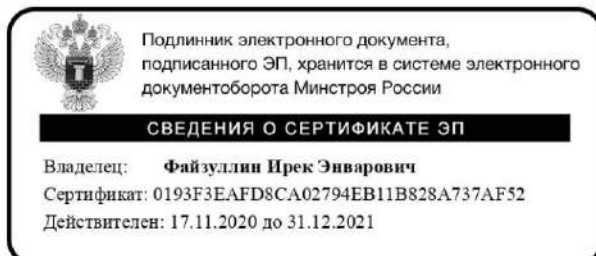 Подлинник электронного документа,
подписанного ЭП, хранится в системе электронного
документоборота Минстроя России
СВЕДЕНИЯ О СЕРТИФИКАТЕ ЭП
Владелец: Файзуллин Ирек Энварович
Сертификат: 0193F3EAFD8CA02794EB11B828A737AF52
Действителен: 17.11.2020 до 31.12.2021